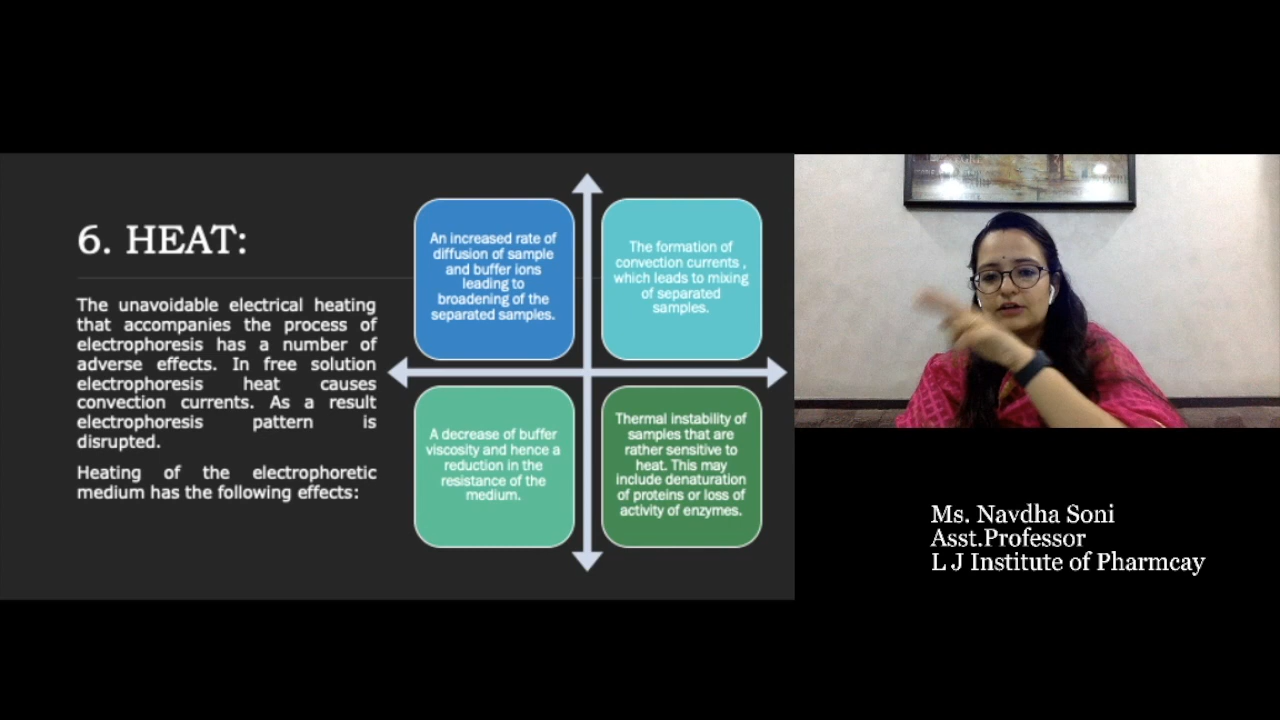 6. HEAT:
The unavoidable electrical heating
that accompanies the process of
electrophoresis has a number of
adverse effects. In free solution
electrophoresis heat causes
convection currents. As a result
electrophoresis pattern is
disrupted.
Heating of the electrophoretic
medium has the following effects:
An increased rate of
diffusion of sample
and buffer ions
leading to
broadening of the
separated samples.
The formation of
convection currents ,
which leads to mixing
of separated
samples.
A decrease of buffer
viscosity and hence a
reduction in the
resistance of the
medium.
Thermal instability of
samples that are
rather sensitive to
heat. This may
include denaturation
of proteins or loss of
activity of enzymes.
Ms. Navdha Soni
Asst.Professor
L J Institute of Pharmcay